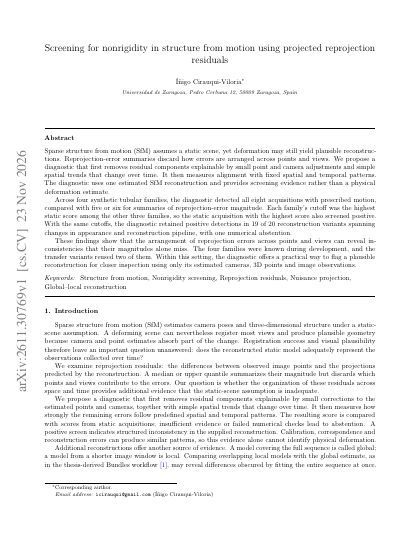 Screening for nonrigidity in structure from motion using projected reprojection
residuals
Íñigo Cirauqui-Viloria*
Universidad de Zaragoza, Pedro Cerbuna 12, 50009 Zaragoza, Spain
Abstract
Sparse structure from motion (SfM) assumes a static scene, yet deformation may still yield plausible reconstruc-
tions. Reprojection-error summaries discard how errors are arranged across points and views. We propose a
diagnostic that first removes residual components explainable by small point and camera adjustments and simple
spatial trends that change over time. It then measures alignment with fixed spatial and temporal patterns.
The diagnostic uses one estimated SfM reconstruction and provides screening evidence rather than a physical
deformation estimate.
Across four synthetic tubular families, the diagnostic detected all eight acquisitions with prescribed motion,
compared with five or six for summaries of reprojection-error magnitude. Each family's cutoff was the highest
static score among the other three families, so the static acquisition with the highest score also screened positive.
With the same cutoffs, the diagnostic retained positive detections in 19 of 20 reconstruction variants spanning
changes in appearance and reconstruction pipeline, with one numerical abstention.
These findings show that the arrangement of reprojection errors across points and views can reveal in-
consistencies that their magnitudes alone miss. The four families were known during development, and the
transfer variants reused two of them. Within this setting, the diagnostic offers a practical way to flag a plausible
reconstruction for closer inspection using only its estimated cameras, 3D points and image observations.
Keywords: Structure from motion, Nonrigidity screening, Reprojection residuals, Nuisance projection,
Global–local reconstruction
1. Introduction
Sparse structure from motion (SfM) estimates camera poses and three-dimensional structure under a static-
scene assumption. A deforming scene can nevertheless register most views and produce plausible geometry
because camera and point estimates absorb part of the change. Registration success and visual plausibility
therefore leave an important question unanswered: does the reconstructed static model adequately represent the
observations collected over time?
We examine reprojection residuals: the differences between observed image points and the positions
predicted by the reconstruction. A median or upper quantile summarizes their magnitude but discards which
points and views contribute to the errors. Our question is whether the organization of these residuals across
space and time provides additional evidence that the static-scene assumption is inadequate.
We propose a diagnostic that first removes residual components explainable by small corrections to the
estimated points and cameras, together with simple spatial trends that change over time. It then measures how
strongly the remaining errors follow predefined spatial and temporal patterns. The resulting score is compared
with scores from static acquisitions; insufficient evidence or failed numerical checks lead to abstention. A
positive screen indicates structured inconsistency in the supplied reconstruction. Calibration, correspondence and
reconstruction errors can produce similar patterns, so this evidence alone cannot identify physical deformation.
Additional reconstructions offer another source of evidence. A model covering the full sequence is called global;
a model from a shorter image window is local. Comparing overlapping local models with the global estimate, as
in the thesis-derived Bundles workflow [1], may reveal differences obscured by fitting the entire sequence at once.
*Corresponding author.
Email address: icirauqui@gmail.com (Íñigo Cirauqui-Viloria)
arXiv:2611.30769v1 [cs.CV] 23 Nov 2026